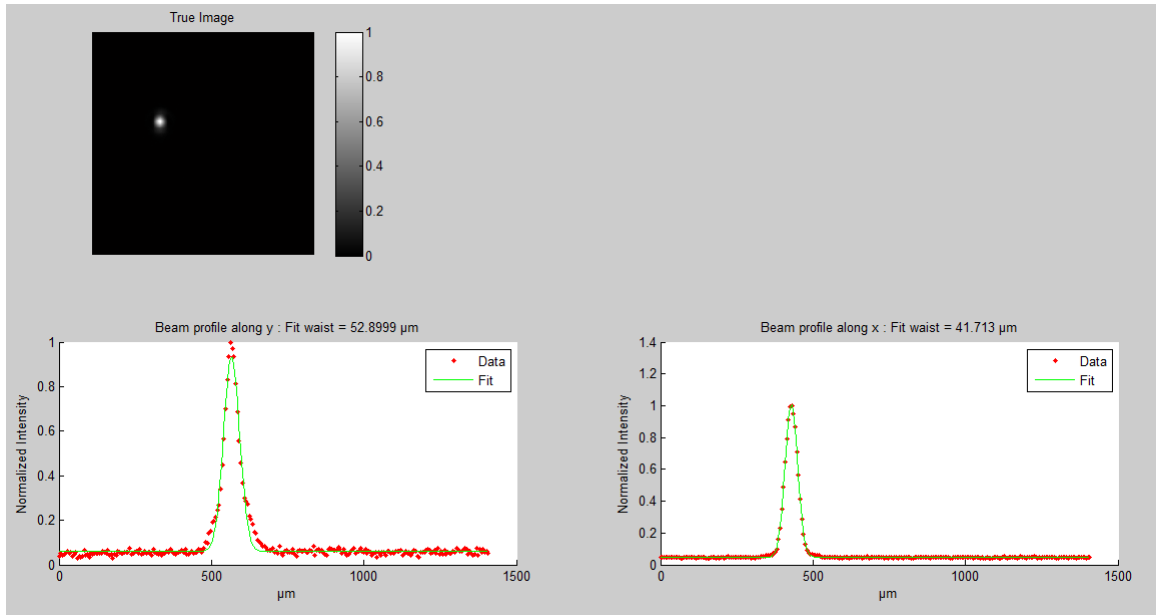 True Image
1
0.8
0.6
0.4
0.2
0
Beam profile along y : Fit waist = 52.8999 µm
1
0.8
0.6
0.4
0.2
0
Normalized Intensity
Data
Fit
0 500 1000 1500
µm
Beam profile along x : Fit waist = 41.713 µm
1.4
1.2
1
0.8
0.6
0.4
0.2
0
Normalized Intensity
Data
Fit
0 500 1000 1500
µm